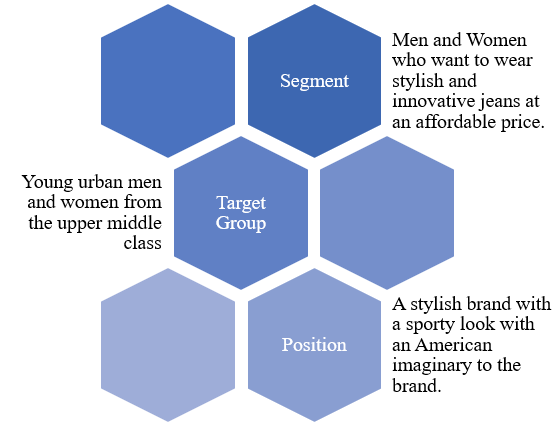 Segment
Men and Women
who want to wear
stylish and
innovative jeans at
an affordable price.
Young urban men
and women from
the upper middle
class
Target
Group
Position
A stylish brand with
a sporty look with
an American
imaginary to the
brand.